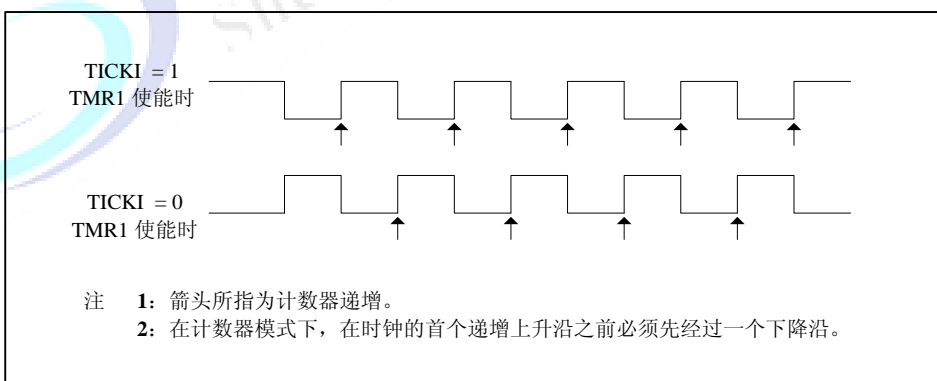 TICKI = 1
TMR1 使能时
TICKI = 0
TMR1 使能时
注 1：箭头所指为计数器递增。
2：在计数器模式下，在时钟的首个递增上升沿之前必须先经过一个下降沿。